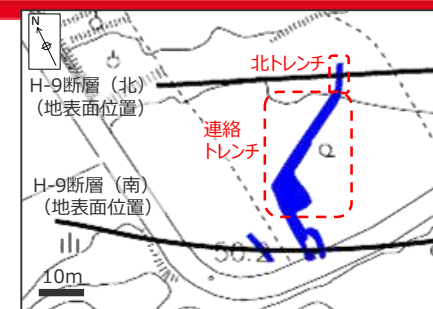 N
北トレンチ
H-9断層（北）
（地表面位置）
連絡
トレンチ
H-9断層（南）
（地表面位置）
50.2
10m